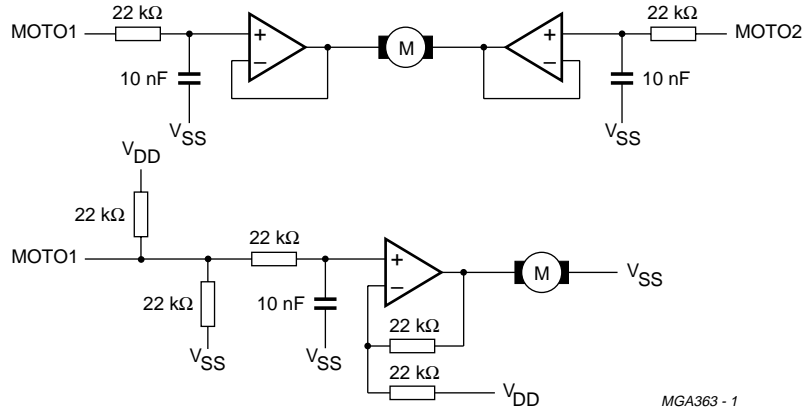 22 kΩ 22 kΩ
MOTO1 + M + MOTO2
10 nF − − 10 nF
VSS VSS
VDD
22 kΩ
MOTO1 22 kΩ + M VSS
22 kΩ 10 nF −
22 kΩ
VSS VSS
22 kΩ VDD
MGA363 - 1